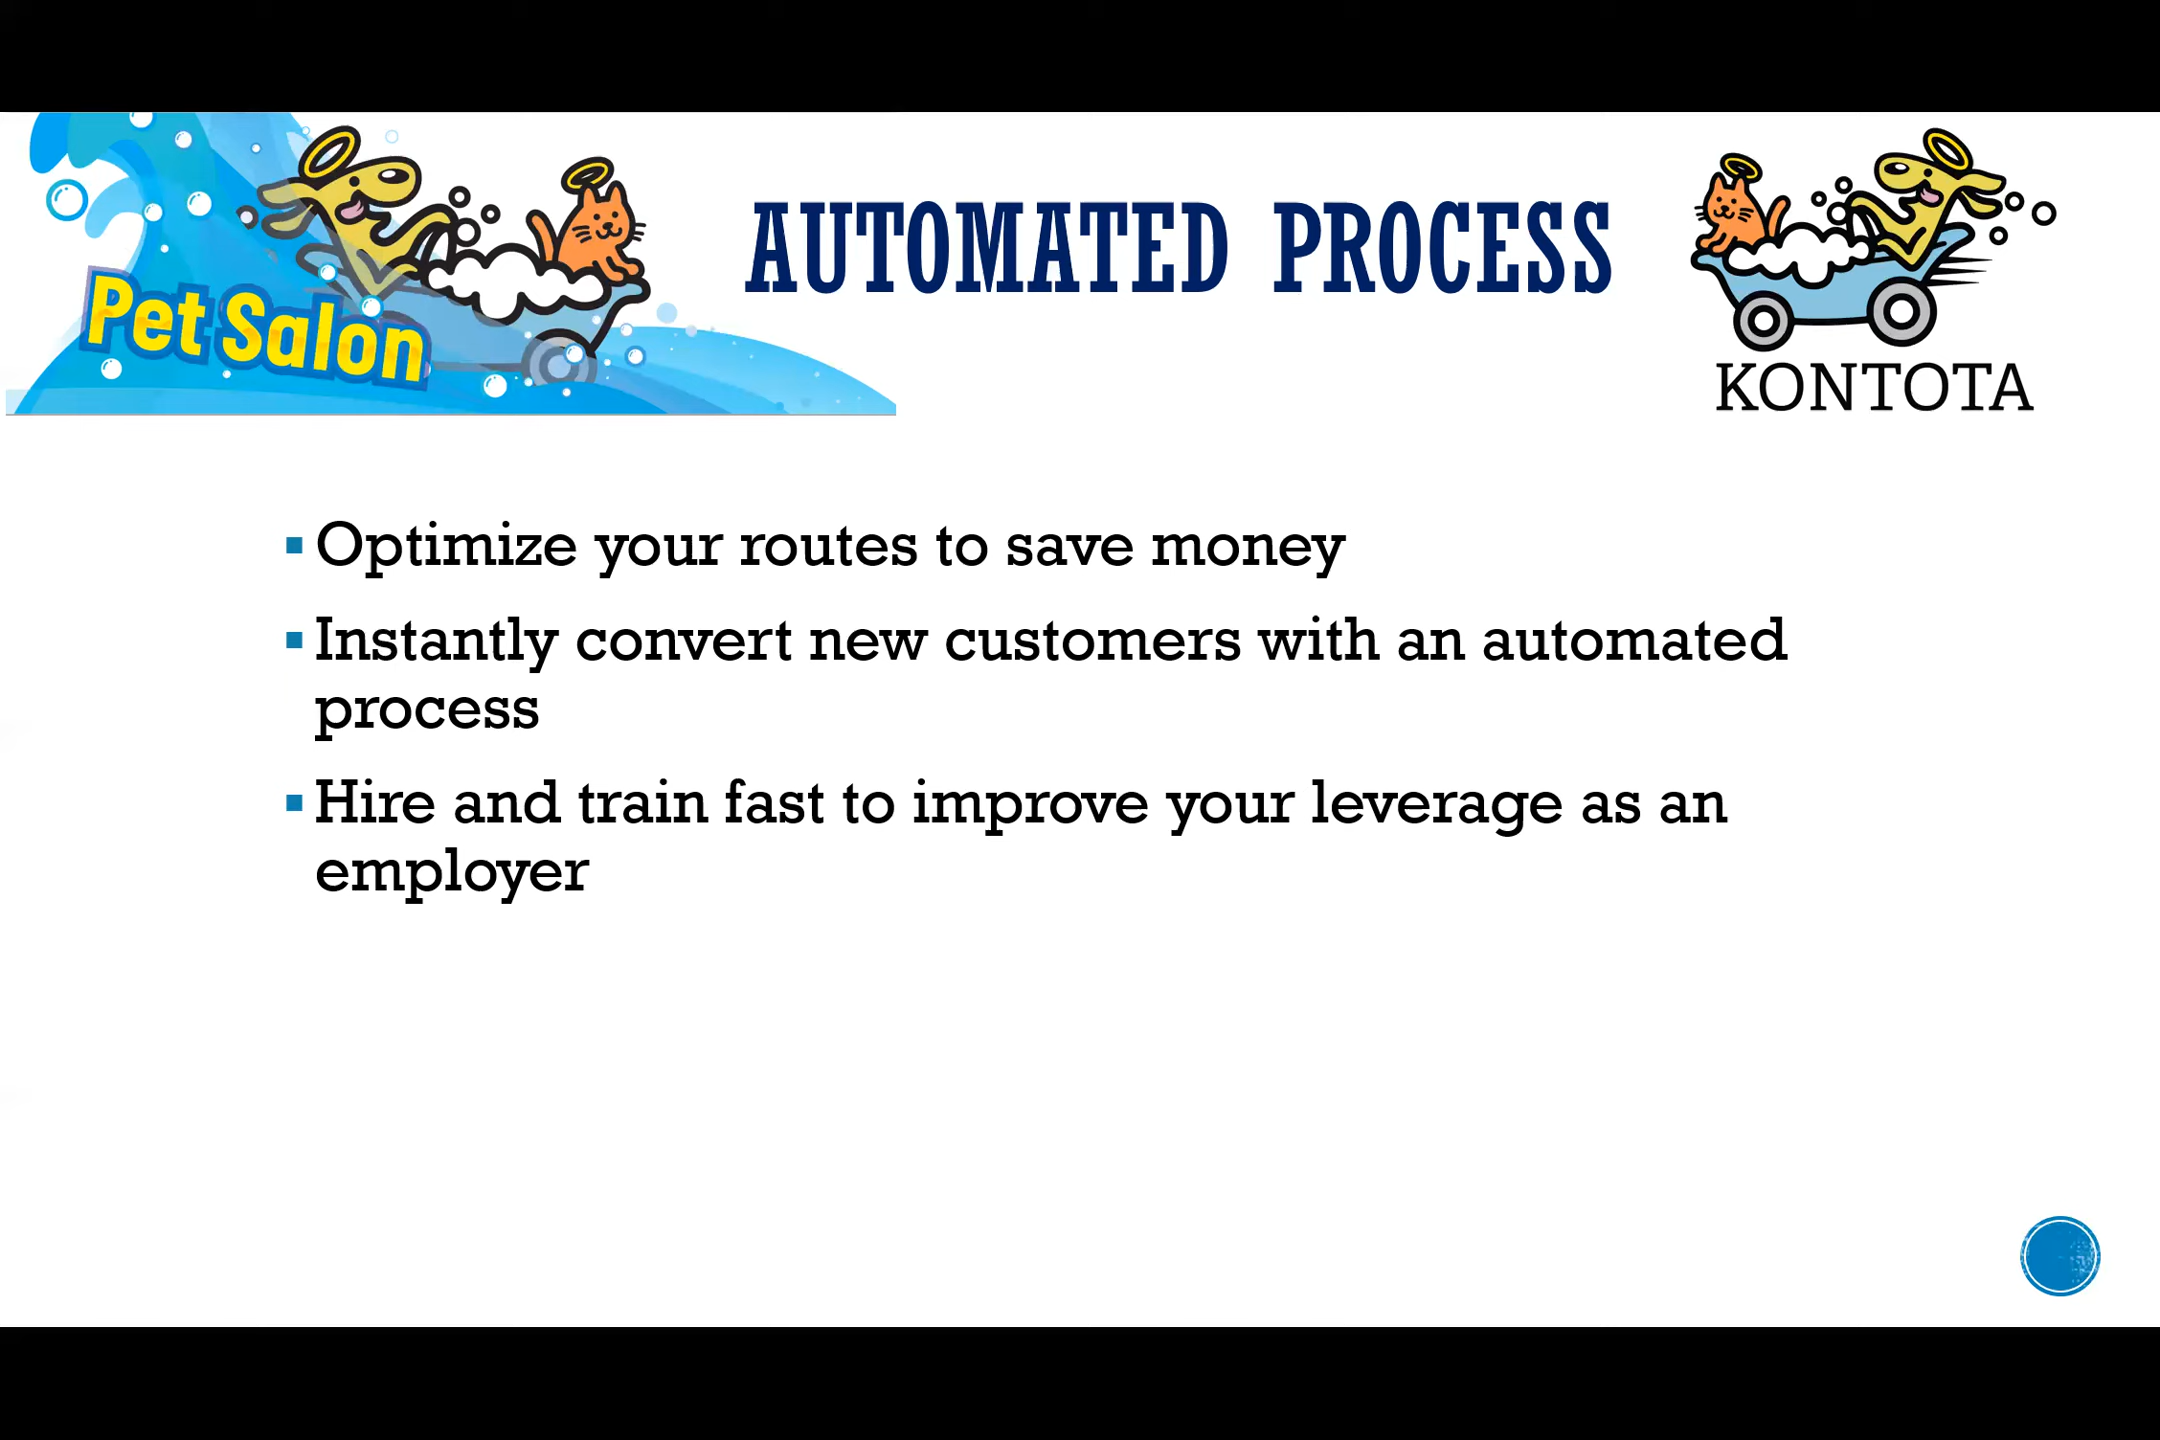 Pet Salon
AUTOMATED PROCESS
KONTOTA
▪ Optimize your routes to save money
▪ Instantly convert new customers with an automated
process
▪ Hire and train fast to improve your leverage as an
employer